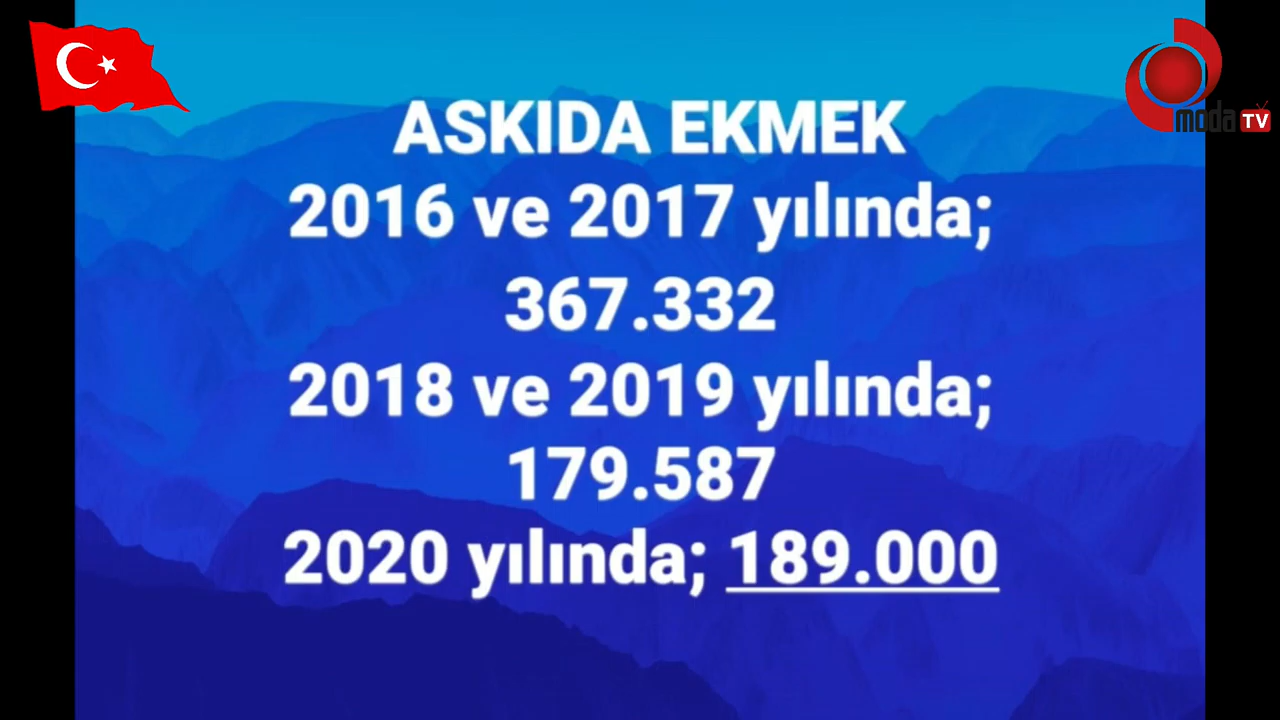 moda TV
ASKIDA EKMEK
2016 ve 2017 yılında;
367.332
2018 ve 2019 yılında;
179.587
2020 yılında; 189.000